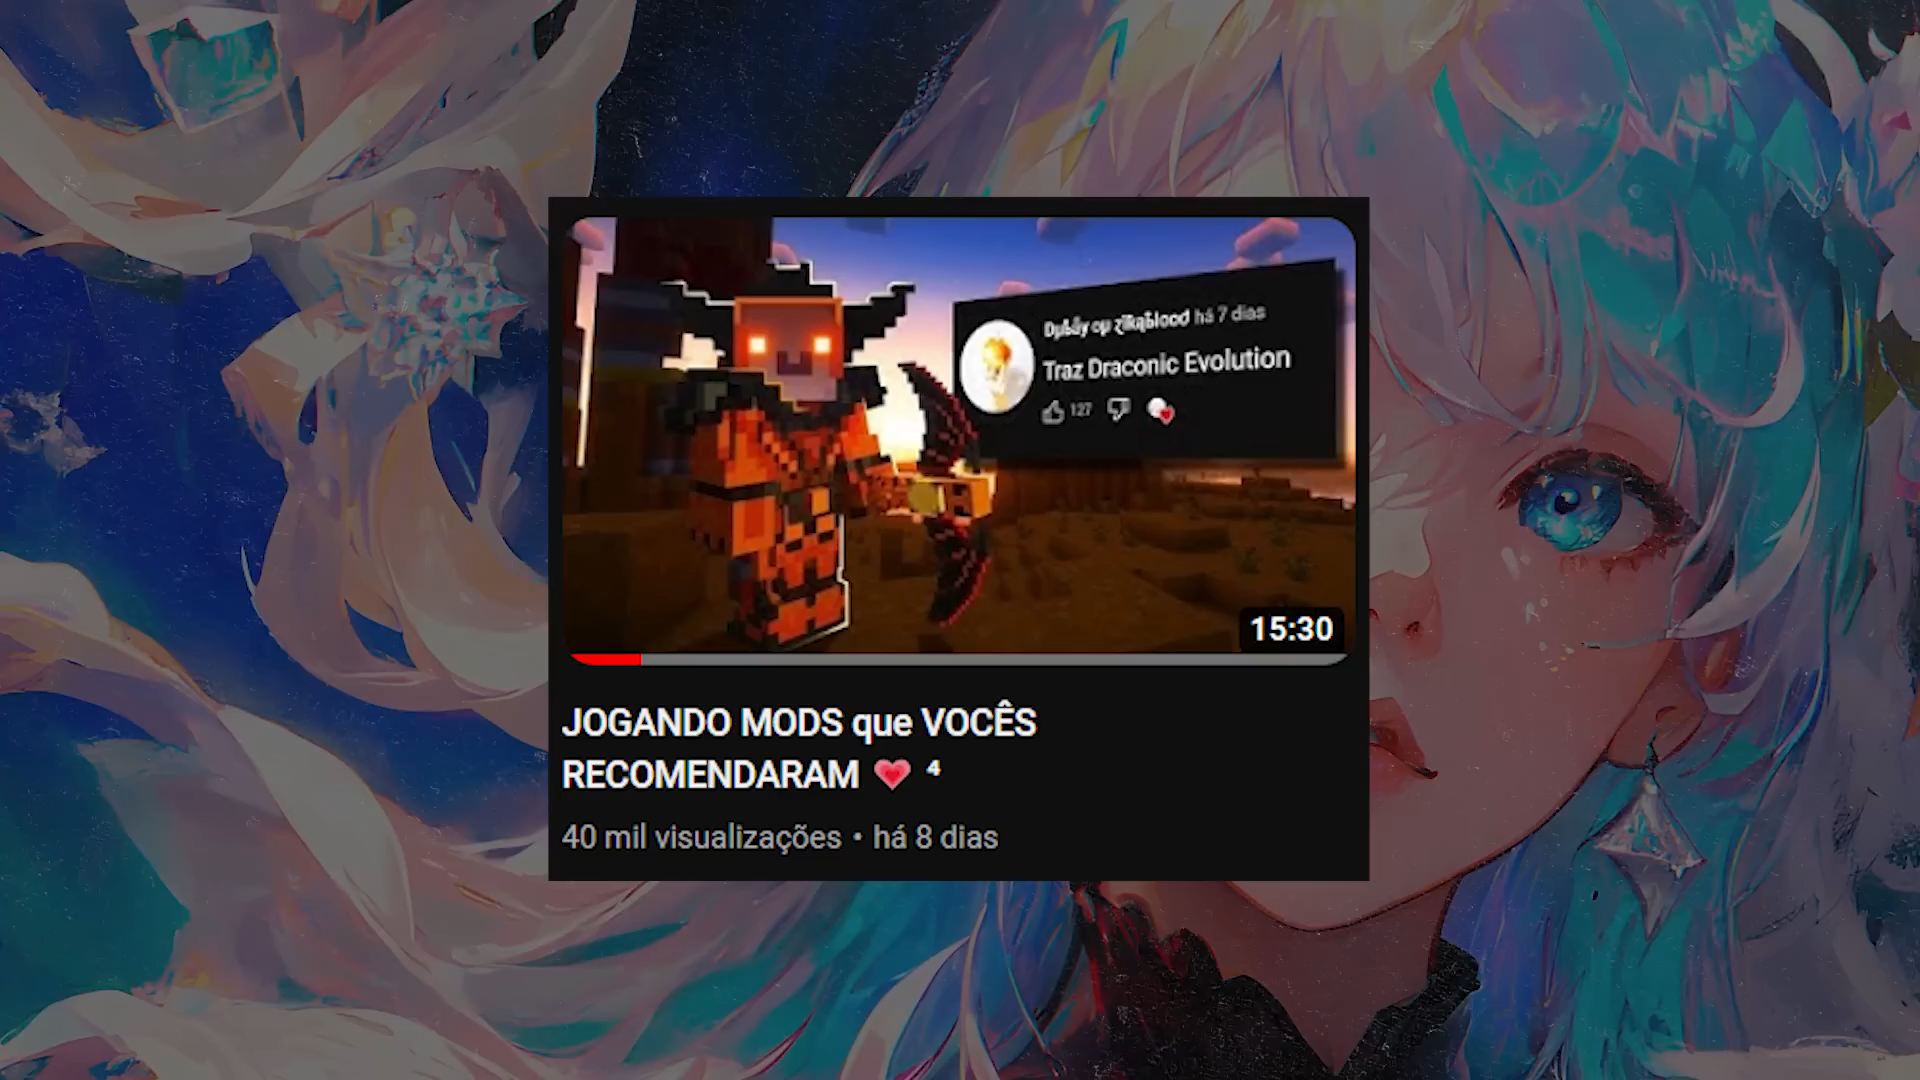 há 7 dias
Traz Draconic Evolution
127
15:30
JOGANDO MODS que VOCÊS
RECOMENDARAM 💗 ⁴
40 mil visualizações • há 8 dias